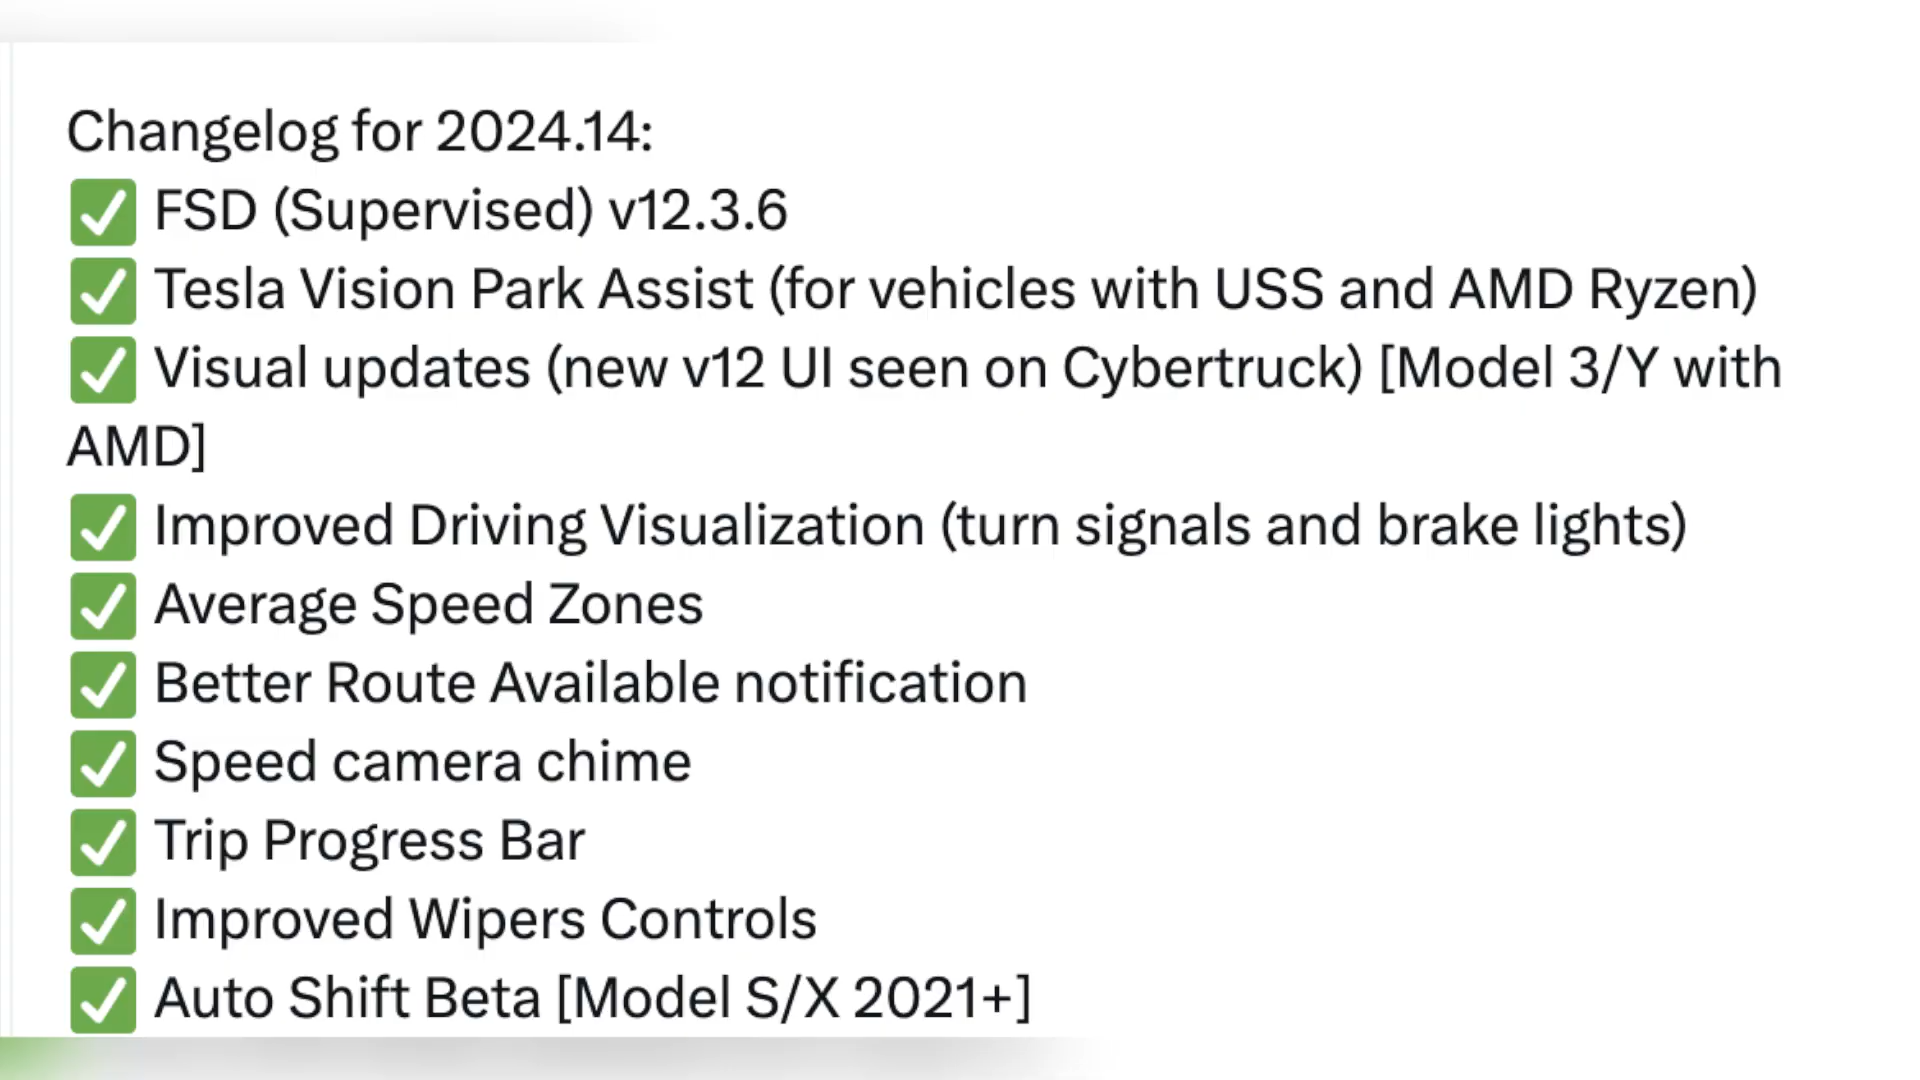 Changelog for 2024.14:
✅ FSD (Supervised) v12.3.6
✅ Tesla Vision Park Assist (for vehicles with USS and AMD Ryzen)
✅ Visual updates (new v12 UI seen on Cybertruck) [Model 3/Y with
AMD]
✅ Improved Driving Visualization (turn signals and brake lights)
✅ Average Speed Zones
✅ Better Route Available notification
✅ Speed camera chime
✅ Trip Progress Bar
✅ Improved Wipers Controls
✅ Auto Shift Beta [Model S/X 2021+]